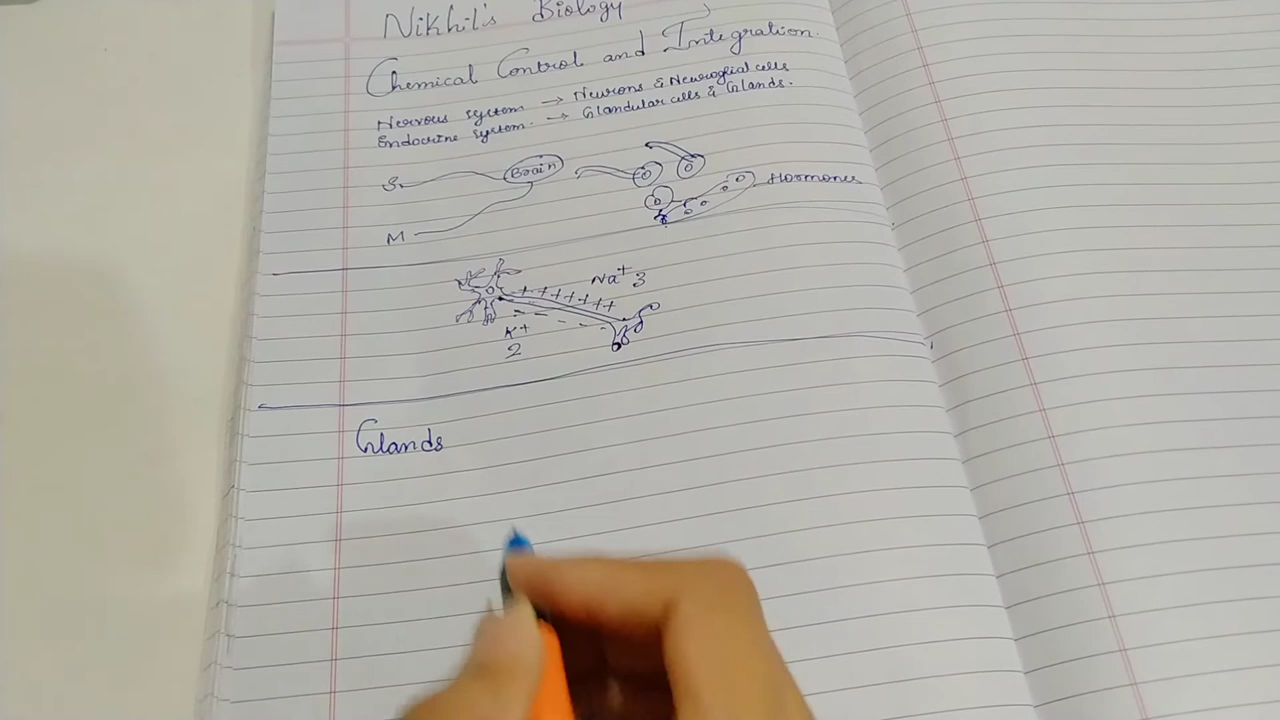 Nikhil's Biology
Chemical Control and Integration.
Nervous system → Neurons & Neuroglial cells
Endocrine system. → Glandular cells & Glands.
S
Brain
Hormones
M
Na+ 3
+ + + + + + +
K+
2
Glands